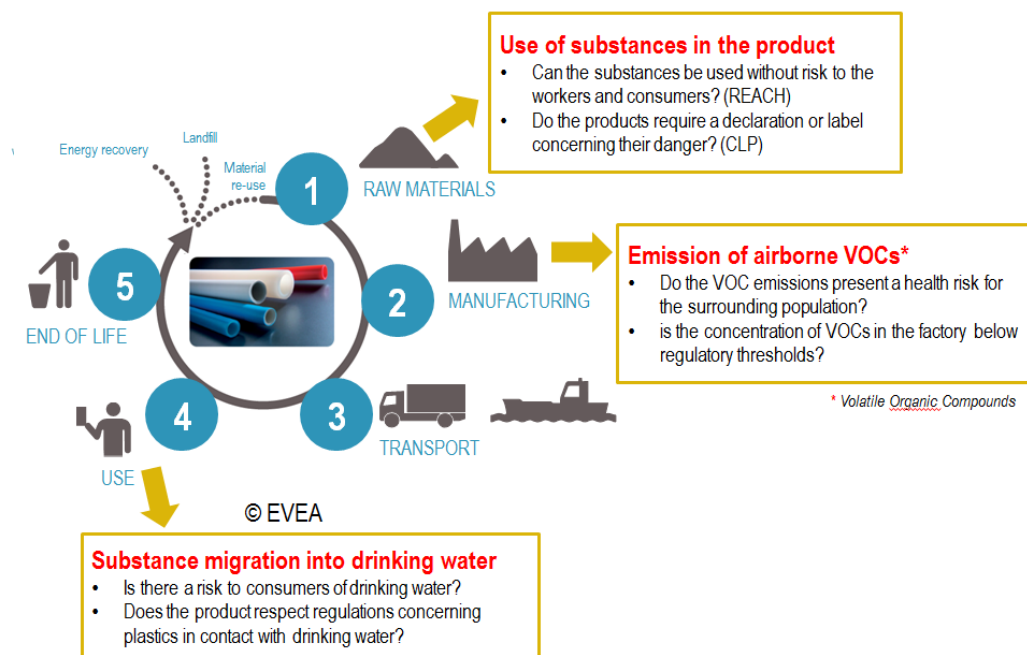 Use of substances in the product
• Can the substances be used without risk to the
workers and consumers? (REACH)
• Do the products require a declaration or label
concerning their danger? (CLP)
Landfill
Energy recovery
Material
re-use
1
RAW MATERIALS
Emission of airborne VOCs*
• Do the VOC emissions present a health risk for
the surrounding population?
• is the concentration of VOCs in the factory below
regulatory thresholds?
* Volatile Organic Compounds
5
END OF LIFE
2
MANUFACTURING
4
USE
3
TRANSPORT
© EVEA
Substance migration into drinking water
• Is there a risk to consumers of drinking water?
• Does the product respect regulations concerning
plastics in contact with drinking water?